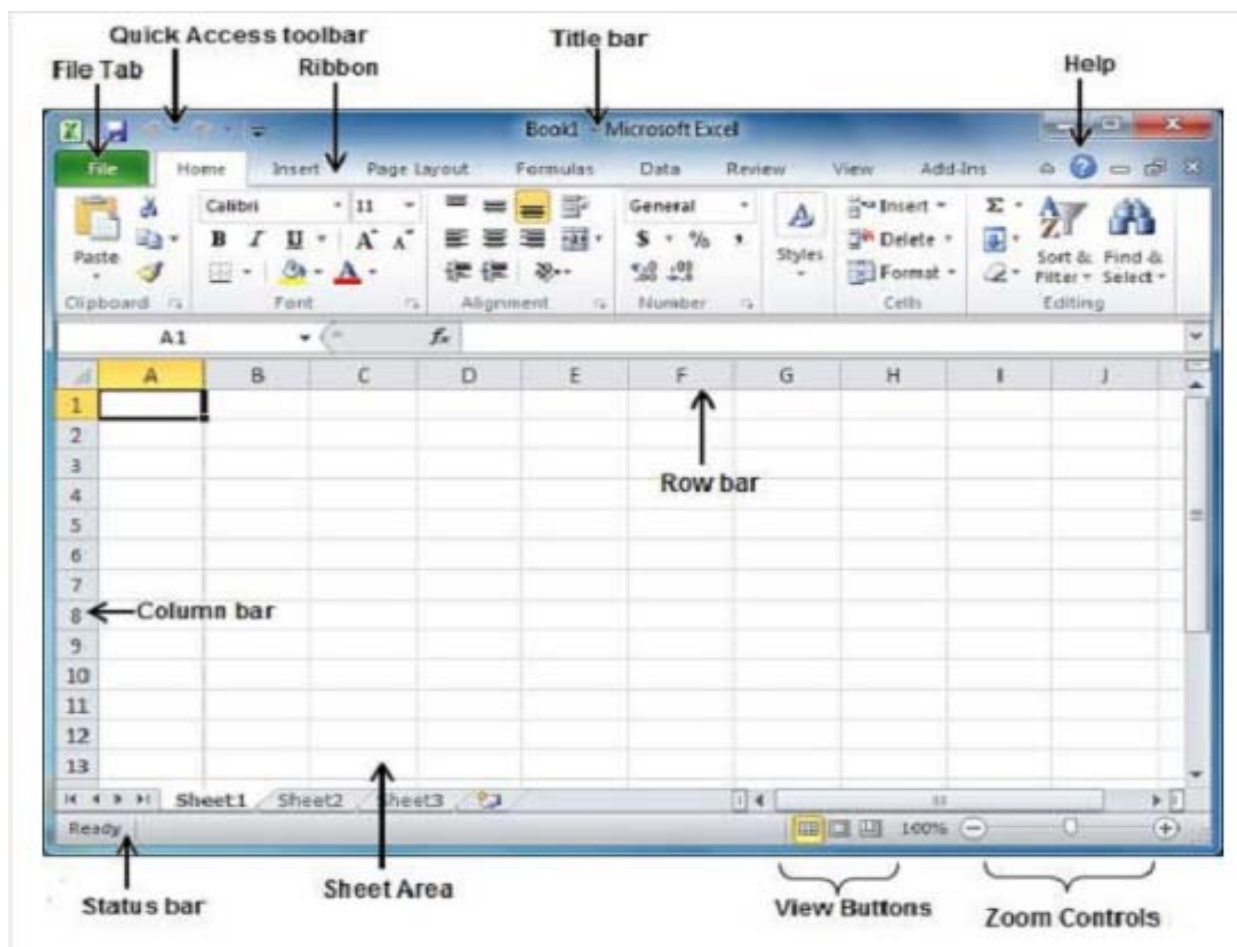 Quick Access toolbar
Title bar
File Tab
Ribbon
Help
Book1 - Microsoft Excel
File Home Insert Page Layout Formulas Data Review View Add-Ins
Calibri 11 General Insert Σ
B I U A A $ % , Delete
Paste Styles Sort & Find &
A Format Filter Select
Clipboard Font Alignment Number Cells Editing
A1 fx
A B C D E F G H I J
1
2
3
Row bar
4
5
6
7
8 Column bar
9
10
11
12
13
Sheet1 Sheet2 Sheet3
Ready 100%
Status bar
Sheet Area
View Buttons
Zoom Controls